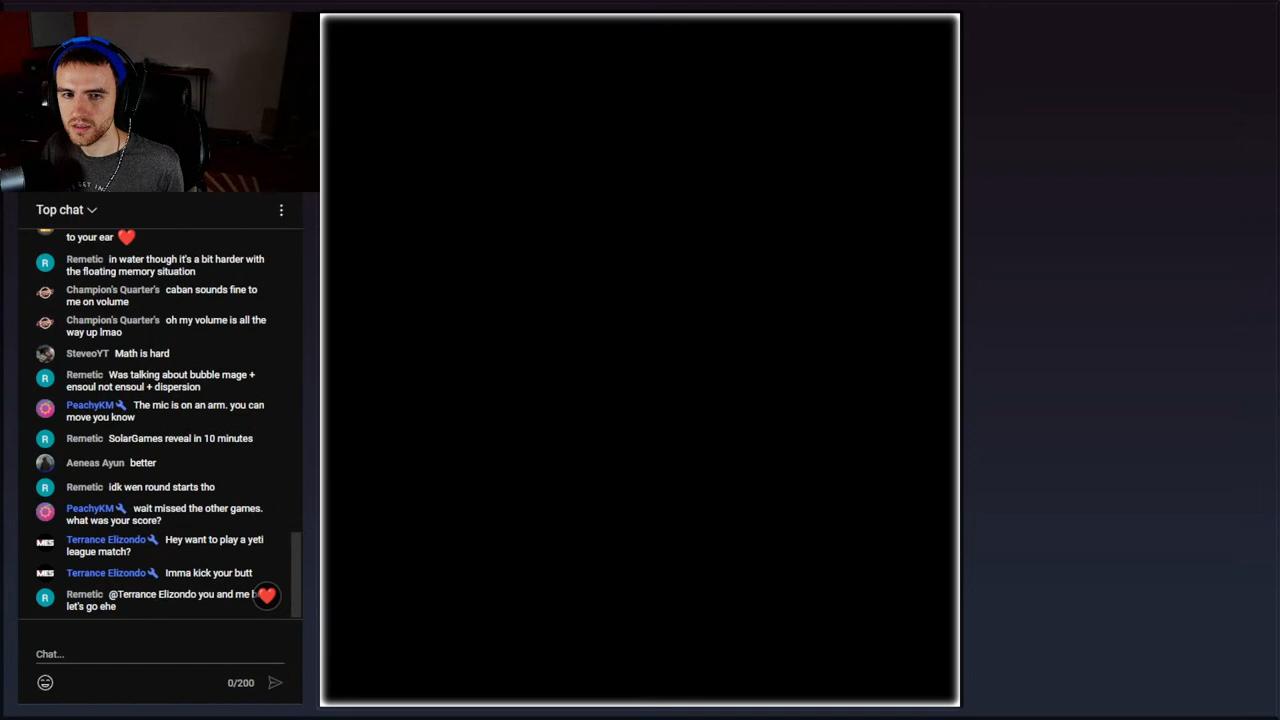 Top chat
to your ear
Remetic in water though it's a bit harder with
the floating memory situation
Champion's Quarter's caban sounds fine to
me on volume
Champion's Quarter's oh my volume is all the
way up lmao
SteveoYT Math is hard
Remetic Was talking about bubble mage +
ensoul not ensoul + dispersion
PeachyKM The mic is on an arm. you can
move you know
Remetic SolarGames reveal in 10 minutes
Aeneas Ayun better
Remetic idk wen round starts tho
PeachyKM wait missed the other games.
what was your score?
MES Terrance Elizondo Hey want to play a yeti
league match?
MES Terrance Elizondo Imma kick your butt
R Remetic @Terrance Elizondo you and me
let's go ehe
Chat...
0/200